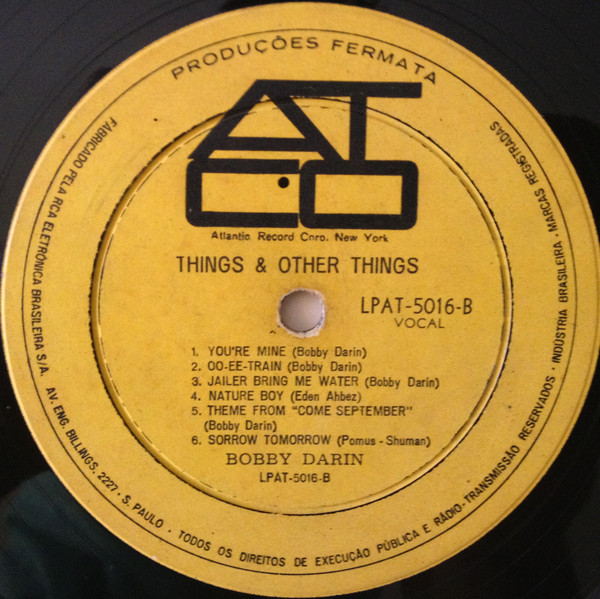 PRODUÇÕES FERMATA
ATCO
Atlantic Record Cnro. New York
THINGS & OTHER THINGS
LPAT-5016-B
VOCAL
1. YOU'RE MINE (Bobby Darin)
2. OO-EE-TRAIN (Bobby Darin)
3. JAILER BRING ME WATER (Bobby Darin)
4. NATURE BOY (Eden Ahbez)
5. THEME FROM "COME SEPTEMBER"
(Bobby Darin)
6. SORROW TOMORROW (Pomus - Shuman)
BOBBY DARIN
LPAT-5016-B
FABRICADO PELA RCA ELETRÔNICA BRASILEIRA S/A. AV. ENG. BILLINGS, 2227 - S. PAULO · TODOS OS DIREITOS DE EXECUÇÃO PÚBLICA E RÁDIO-TRANSMISSÃO RESERVADOS · INDÚSTRIA BRASILEIRA · MARCAS REGISTRADAS